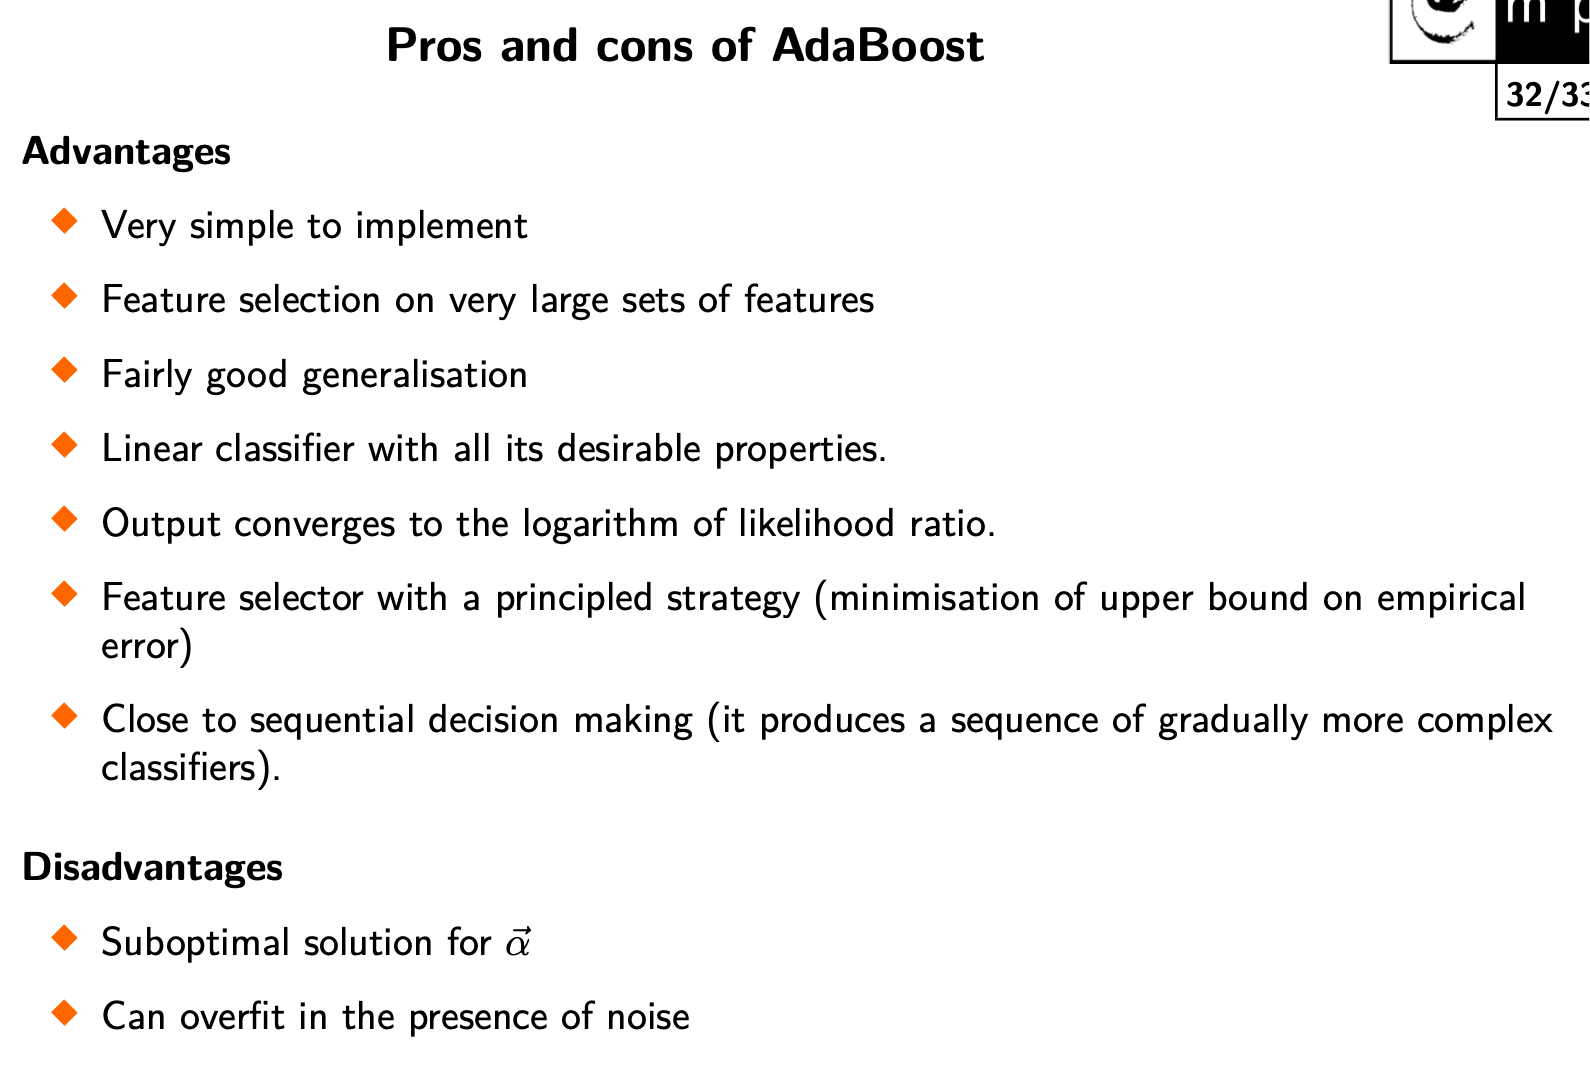 Pros and cons of AdaBoost
m p
32/33
Advantages
Very simple to implement
Feature selection on very large sets of features
Fairly good generalisation
Linear classifier with all its desirable properties.
Output converges to the logarithm of likelihood ratio.
Feature selector with a principled strategy (minimisation of upper bound on empirical
error)
Close to sequential decision making (it produces a sequence of gradually more complex
classifiers).
Disadvantages
Suboptimal solution for α⃗
Can overfit in the presence of noise